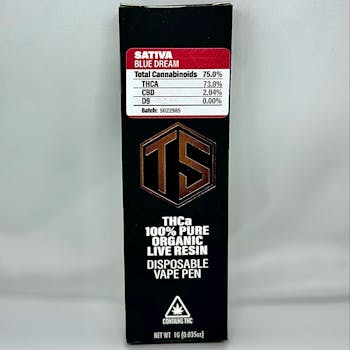 SATIVA
BLUE DREAM
Total Cannabinoids 75.0%
THCA 73.0%
CBD 2.04%
D9 0.00%
Batch: 5022985
TS
THCa
100% PURE
ORGANIC
LIVE RESIN
DISPOSABLE
VAPE PEN
CONTAINS THC
NET WT 1G (0.035oz)